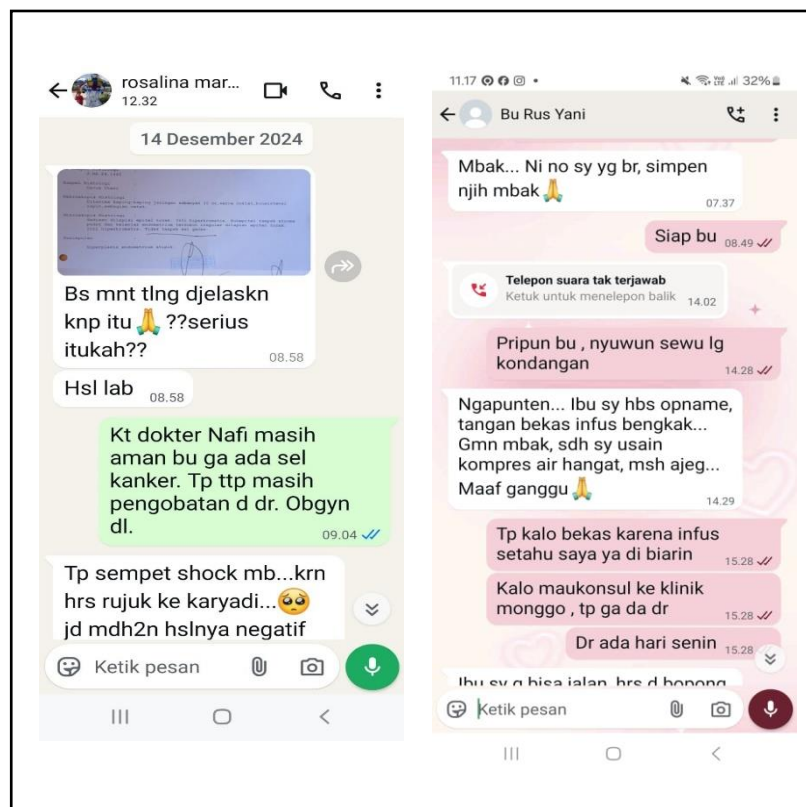 rosalina mar...
12.32
14 Desember 2024
Bs mnt tlng djelaskn
knp itu🙏??serius
itukah??
08.58
Hsl lab
08.58
Kt dokter Nafi masih
aman bu ga ada sel
kanker. Tp ttp masih
pengobatan d dr. Obgyn
dl.
09.04
Tp sempet shock mb...krn
hrs rujuk ke karyadi...🥺
jd mdh2n hslnya negatif
Ketik pesan
11.17
32%
Bu Rus Yani
Mbak... Ni no sy yg br, simpen
njih mbak🙏
07.37
Siap bu
08.49
Telepon suara tak terjawab
Ketuk untuk menelepon balik
14.02
Pripun bu , nyuwun sewu lg
kondangan
14.28
Ngapunten... Ibu sy hbs opname,
tangan bekas infus bengkak...
Gmn mbak, sdh sy usain
kompres air hangat, msh ajeg...
Maaf ganggu🙏
14.29
Tp kalo bekas karena infus
setahu saya ya di biarin
15.28
Kalo maukonsul ke klinik
monggo , tp ga da dr
15.28
Dr ada hari senin
15.28
Ibu sy g bisa jalan, hrs d bopong
Ketik pesan